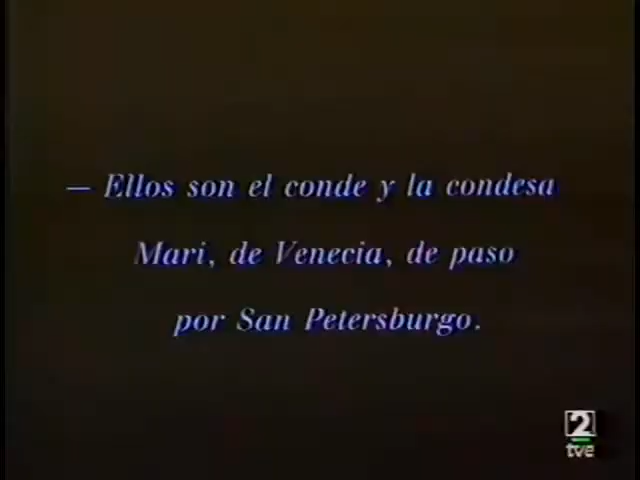 — Ellos son el conde y la condesa
Mari, de Venecia, de paso
por San Petersburgo.
2
tve